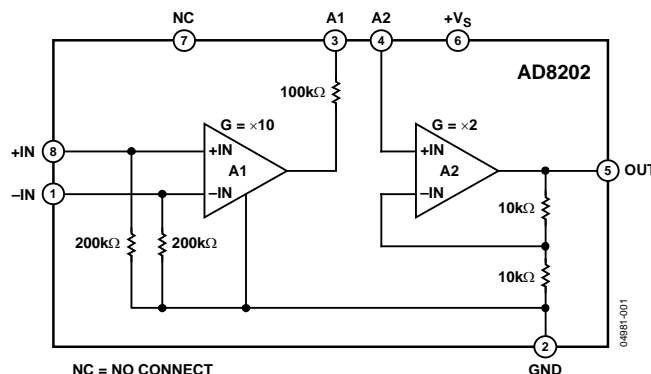 NC
A1
A2
+VS
7
3
4
6
AD8202
100kΩ
G = ×10
G = ×2
+IN
8
+IN
+IN
A1
A2
5
OUT
–IN
1
–IN
–IN
10kΩ
200kΩ
200kΩ
10kΩ
2
NC = NO CONNECT
GND
04981-001